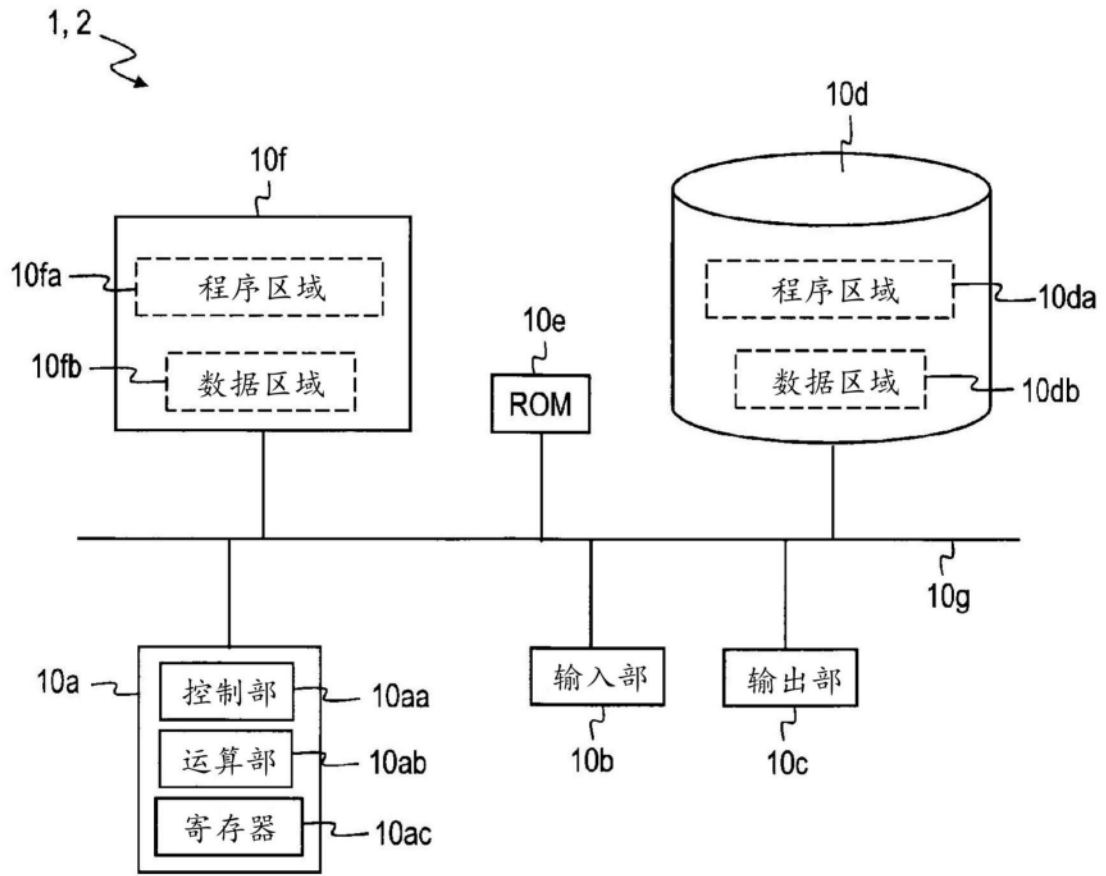 1, 2
10d
10f
10fa
程序区域
程序区域
10da
10e
10fb
数据区域
ROM
数据区域
10db
10g
10a
控制部
10aa
输入部
输出部
运算部
10ab
10b
10c
寄存器
10ac